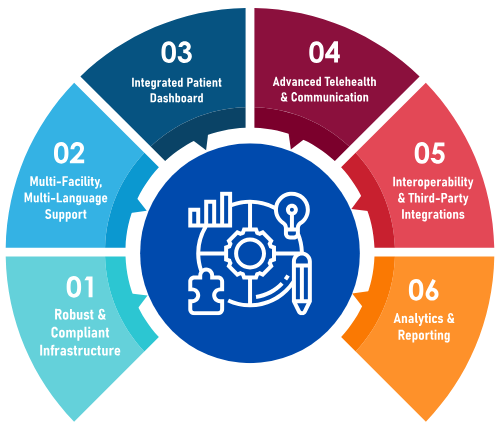 01
Robust &
Compliant
Infrastructure
02
Multi-Facility,
Multi-Language
Support
03
Integrated Patient
Dashboard
04
Advanced Telehealth
& Communication
05
Interoperability
& Third-Party
Integrations
06
Analytics &
Reporting